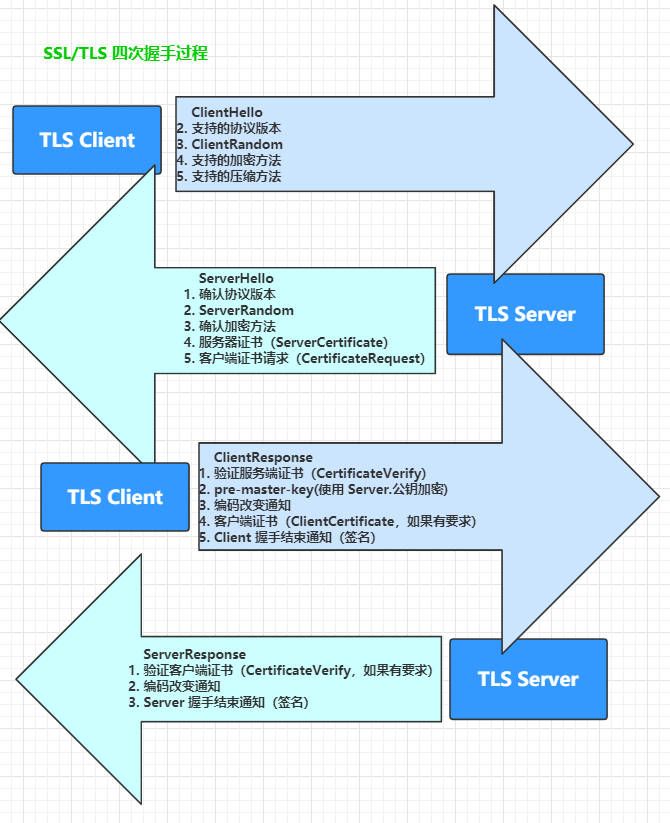 SSL/TLS 四次握手过程
TLS Client
ClientHello
2. 支持的协议版本
3. ClientRandom
4. 支持的加密方法
5. 支持的压缩方法
ServerHello
1. 确认协议版本
2. ServerRandom
3. 确认加密方法
4. 服务器证书（ServerCertificate）
5. 客户端证书请求（CertificateRequest）
TLS Server
TLS Client
ClientResponse
1. 验证服务端证书（CertificateVerify）
2. pre-master-key(使用 Server.公钥加密)
3. 编码改变通知
4. 客户端证书（ClientCertificate，如果有要求）
5. Client 握手结束通知（签名）
ServerResponse
1. 验证客户端证书（CertificateVerify，如果有要求）
2. 编码改变通知
3. Server 握手结束通知（签名）
TLS Server